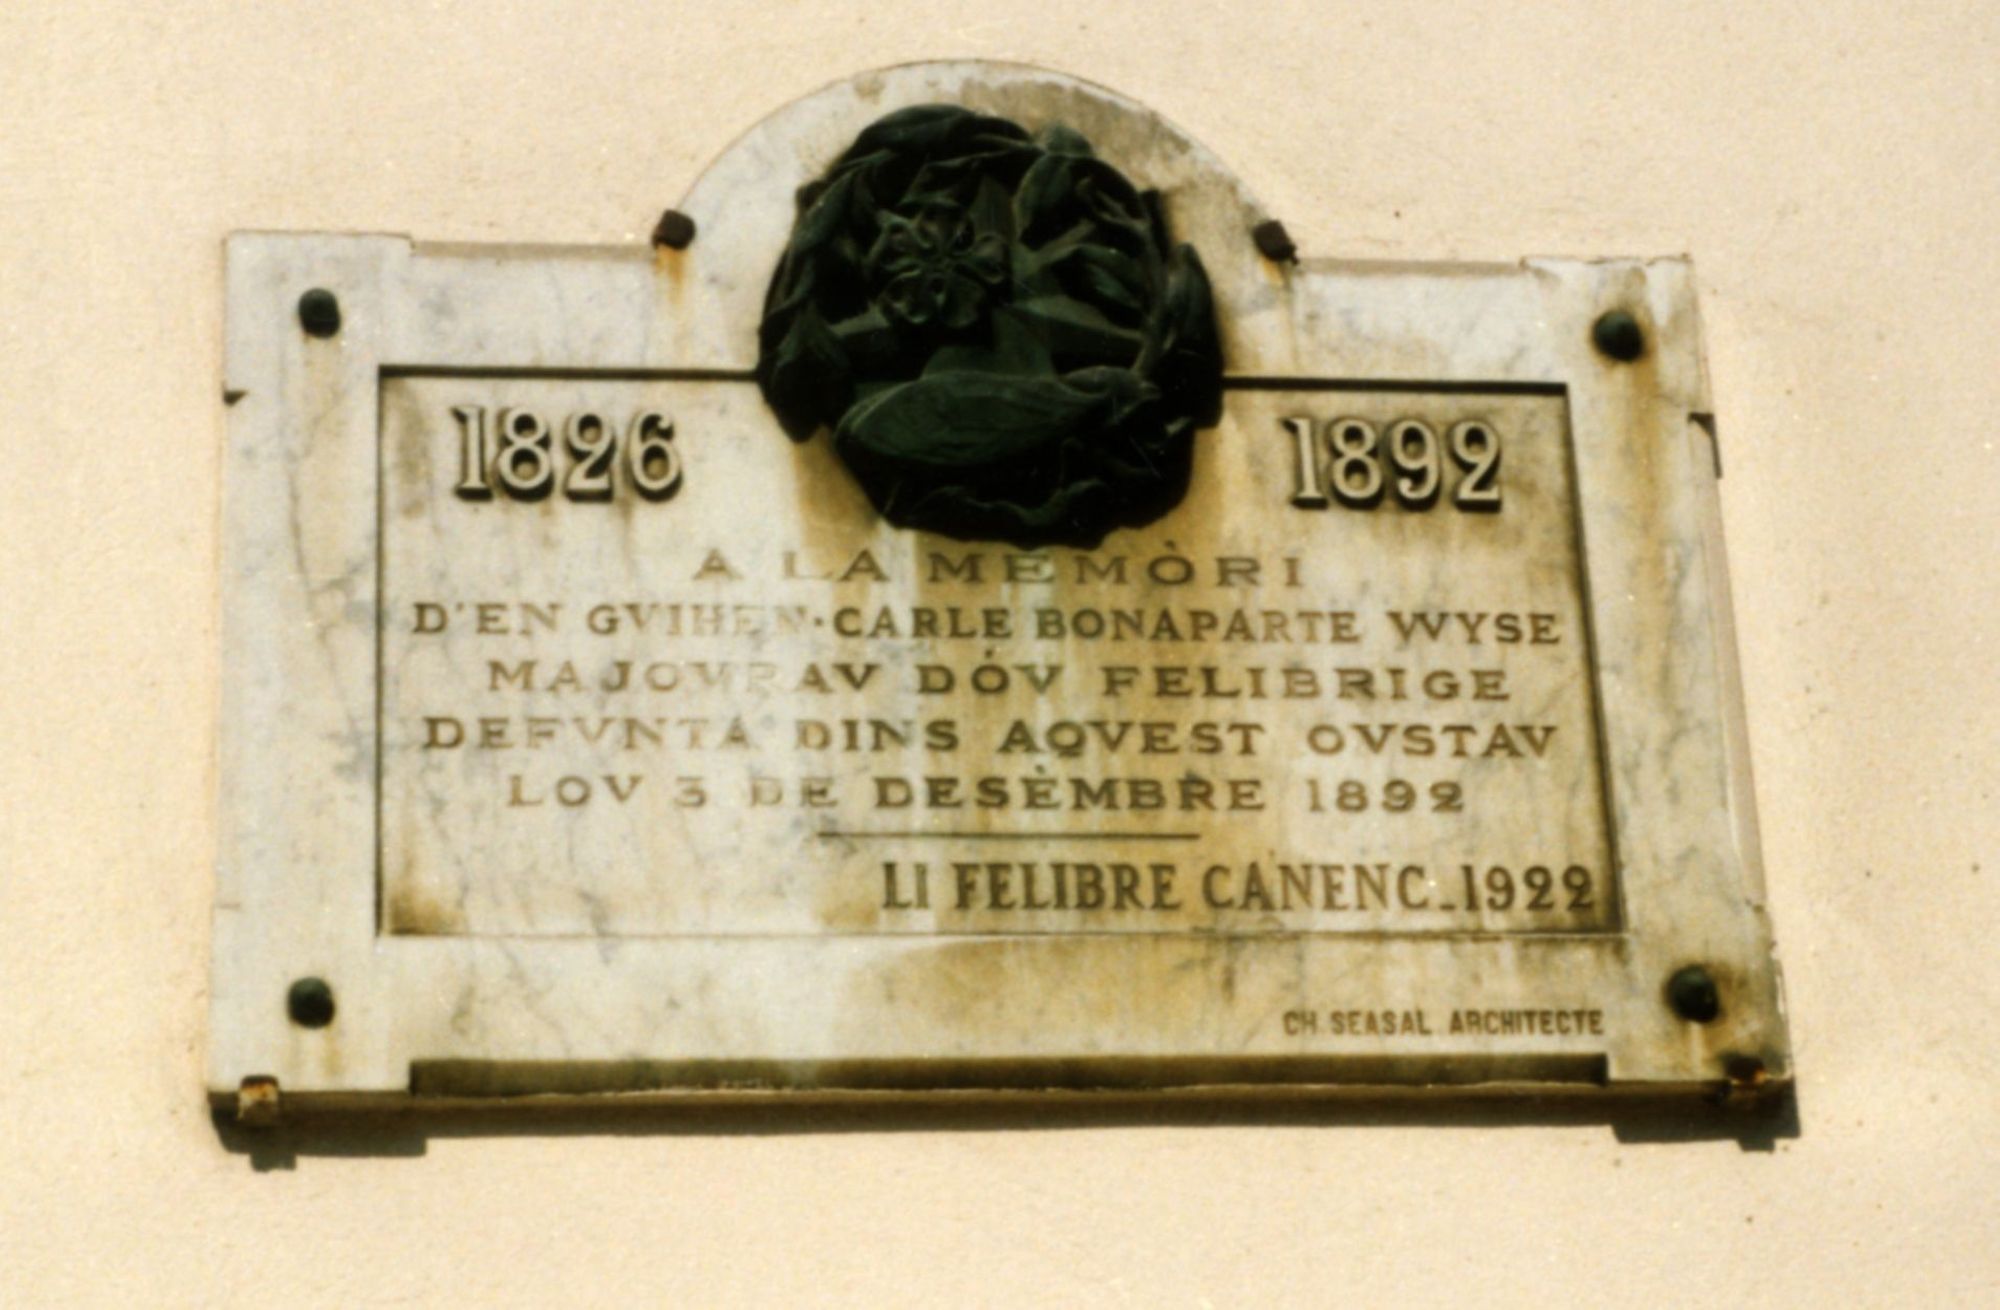 1826 1892
A LA MEMÒRI
D'EN GVIHEN·CARLE BONAPARTE WYSE
MAJOVRAV DÓV FELIBRIGE
DEFVNTA DINS AQVEST OVSTAV
LOV 3 DE DESÈMBRE 1892
LI FELIBRE CANENC_1922
CH SEASAL ARCHITECTE